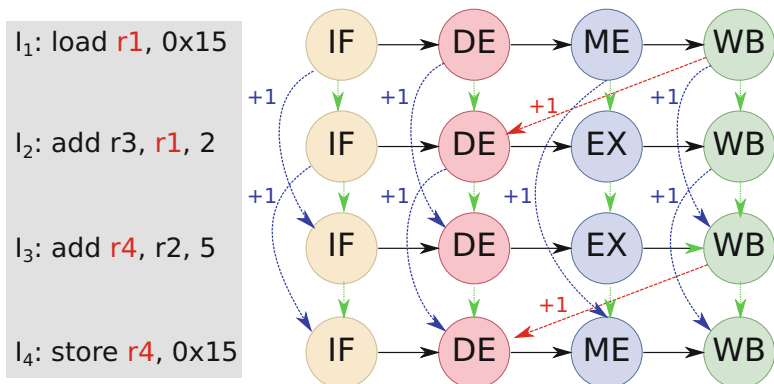 I1: load r1, 0x15
IF DE ME WB
+1 +1 +1 +1
I2: add r3, r1, 2
IF DE EX WB
+1 +1 +1 +1
I3: add r4, r2, 5
IF DE EX WB
+1
I4: store r4, 0x15
IF DE ME WB